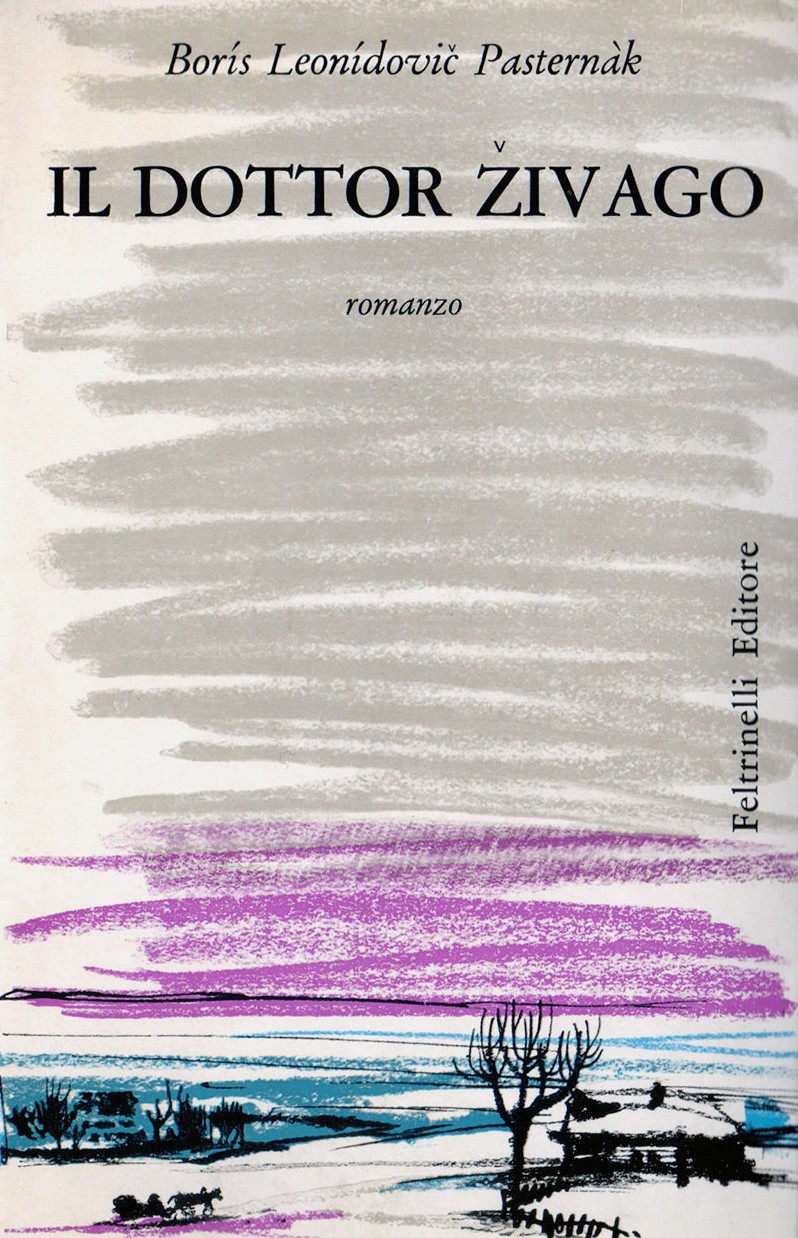 Borís Leonídovič Pasternàk
IL DOTTOR ŽIVAGO
romanzo
Feltrinelli Editore